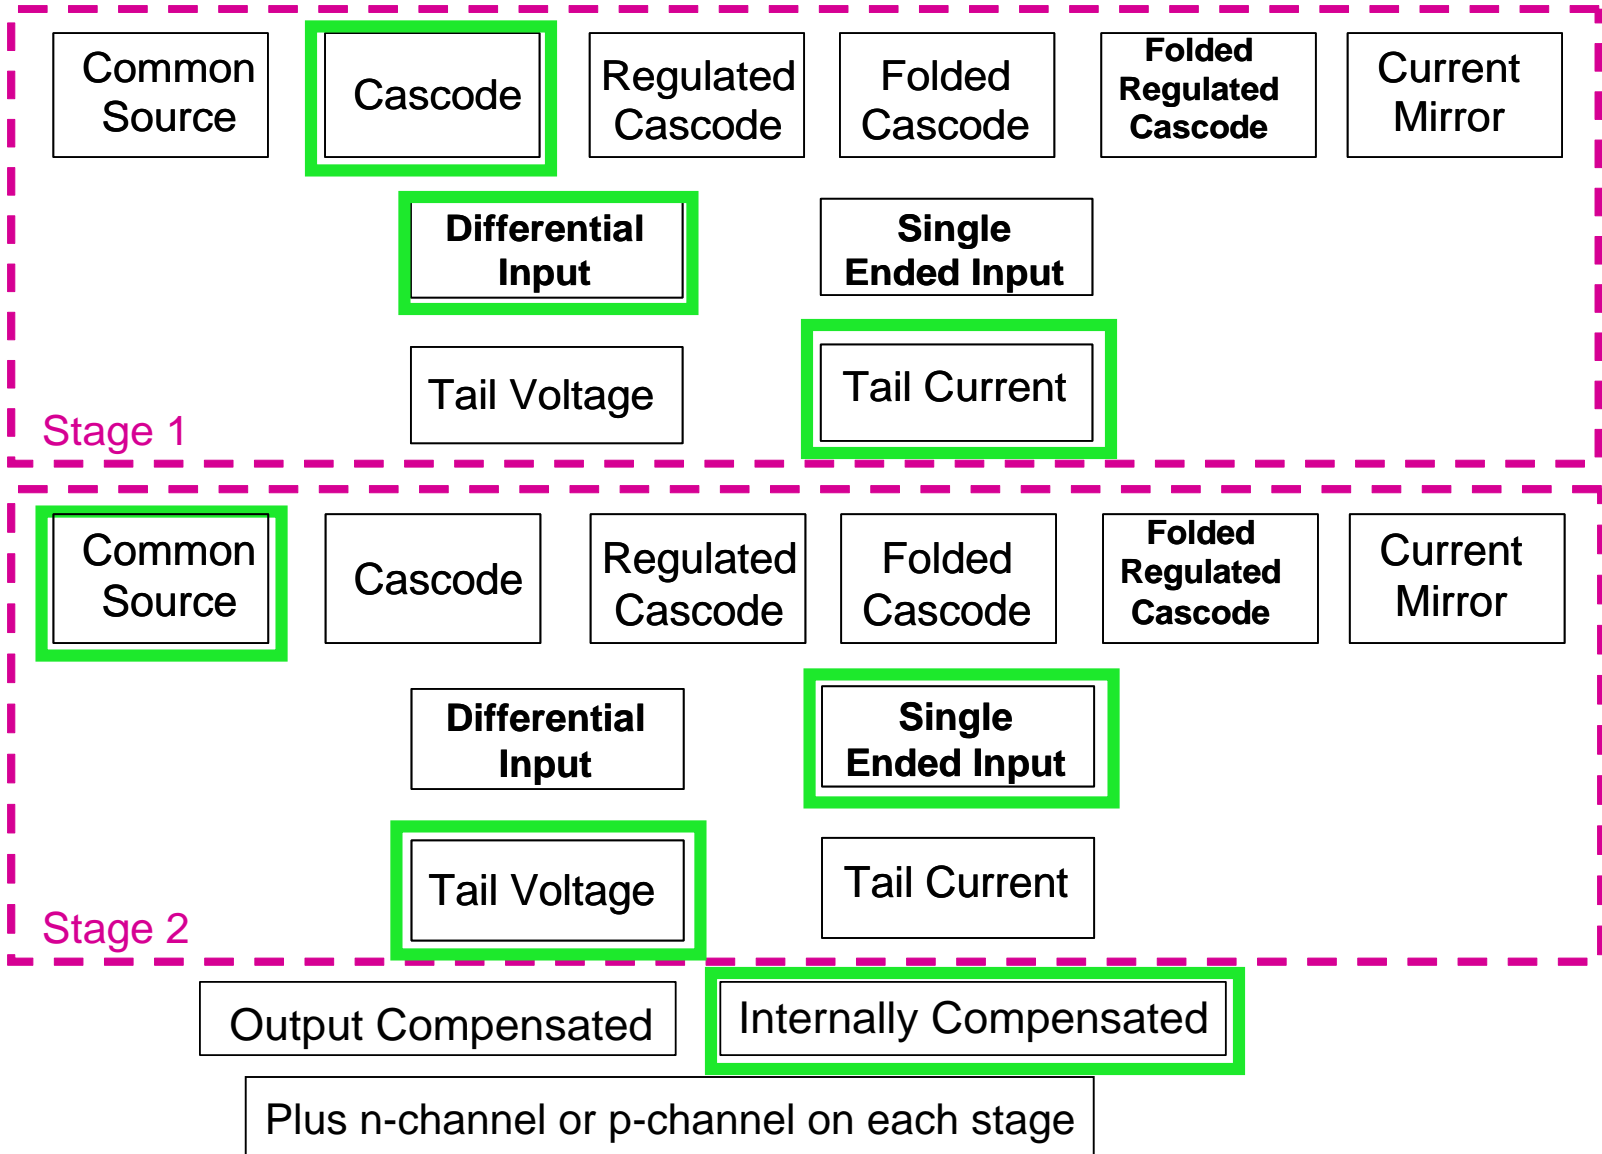 Common
Source
Cascode
Regulated
Cascode
Folded
Cascode
Folded
Regulated
Cascode
Current
Mirror
Differential
Input
Single
Ended Input
Tail Voltage
Tail Current
Stage 1
Common
Source
Cascode
Regulated
Cascode
Folded
Cascode
Folded
Regulated
Cascode
Current
Mirror
Differential
Input
Single
Ended Input
Tail Voltage
Tail Current
Stage 2
Output Compensated
Internally Compensated
Plus n-channel or p-channel on each stage